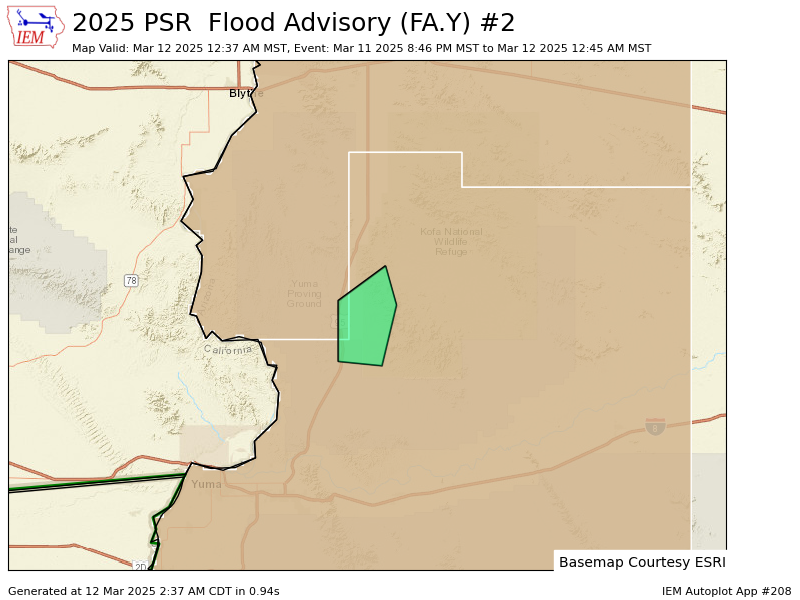 2025 PSR Flood Advisory (FA.Y) #2
Map Valid: Mar 12 2025 12:37 AM MST, Event: Mar 11 2025 8:46 PM MST to Mar 12 2025 12:45 AM MST
IEM
Blythe
te
al
ange
Kofa National
Wildlife
Refuge
78
Yuma
Proving
Ground
California
8
Yuma
2D
Basemap Courtesy ESRI
Generated at 12 Mar 2025 2:37 AM CDT in 0.94s
IEM Autoplot App #208